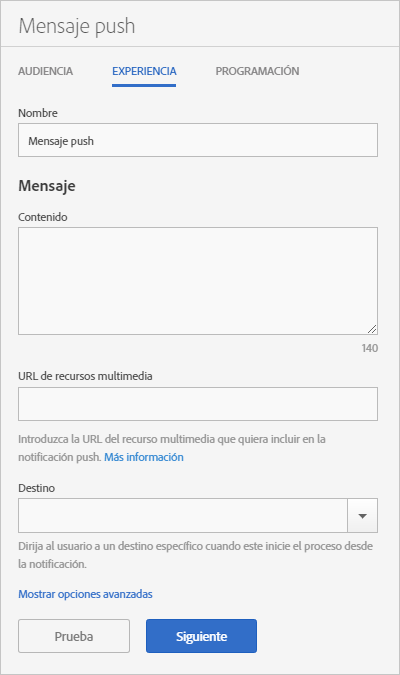 Mensaje push
AUDIENCIA EXPERIENCIA PROGRAMACIÓN
Nombre
Mensaje push
Mensaje
Contenido
140
URL de recursos multimedia
Introduzca la URL del recurso multimedia que quiera incluir en la
notificación push. Más información
Destino
Dirija al usuario a un destino específico cuando este inicie el proceso desde
la notificación.
Mostrar opciones avanzadas
Prueba Siguiente